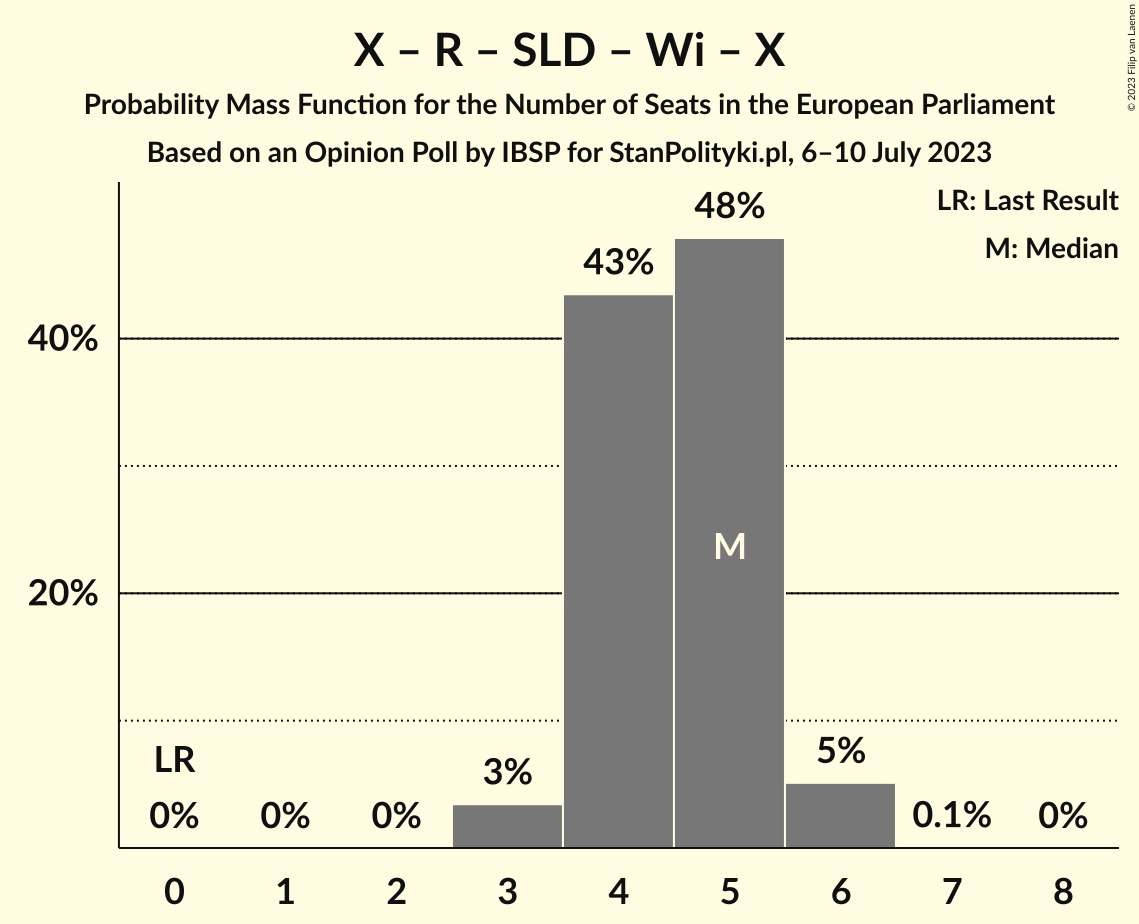 X – R – SLD – Wi – X
Probability Mass Function for the Number of Seats in the European Parliament
Based on an Opinion Poll by IBSP for StanPolityki.pl, 6–10 July 2023
© 2023 Filip van Laenen
LR: Last Result
M: Median
48%
43%
40%
M
20%
LR
0%
0%
0%
3%
5%
0.1%
0%
0 1 2 3 4 5 6 7 8